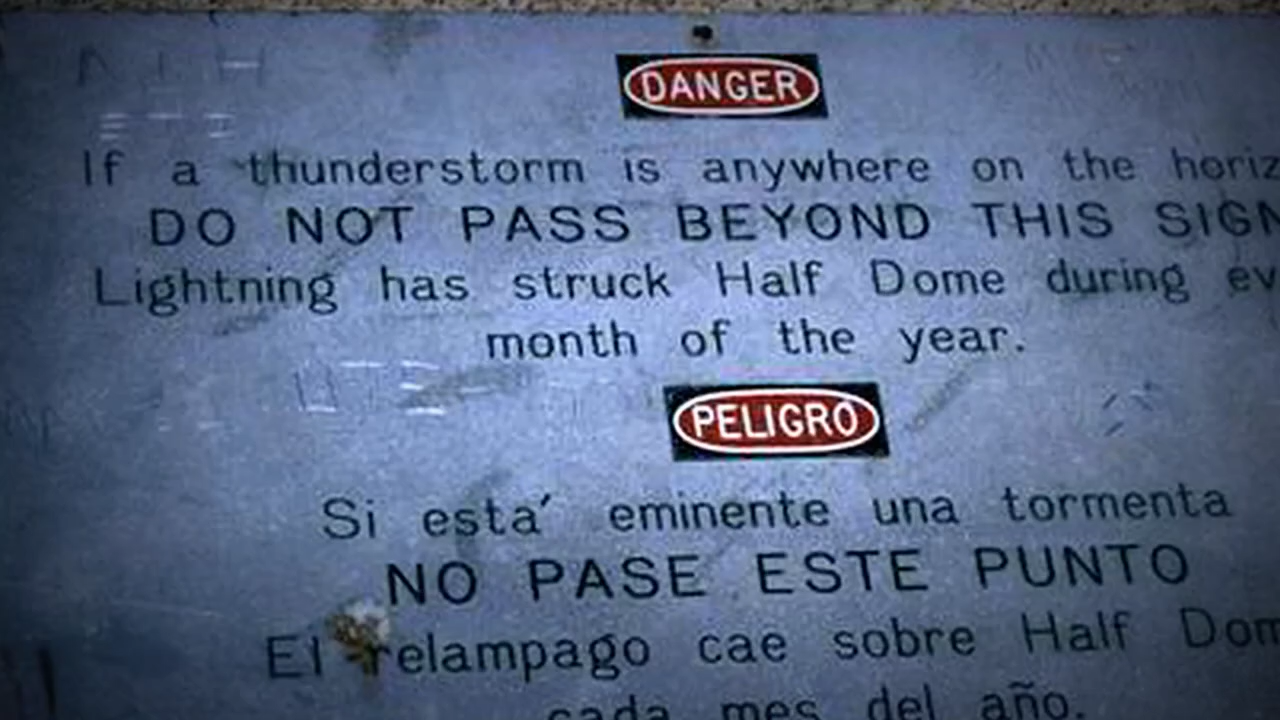 DANGER
If a thunderstorm is anywhere on the horiz
DO NOT PASS BEYOND THIS SIGN
Lightning has struck Half Dome during ev
month of the year.
PELIGRO
Si esta' eminente una tormenta
NO PASE ESTE PUNTO
El relampago cae sobre Half Dom
cada mes del año.